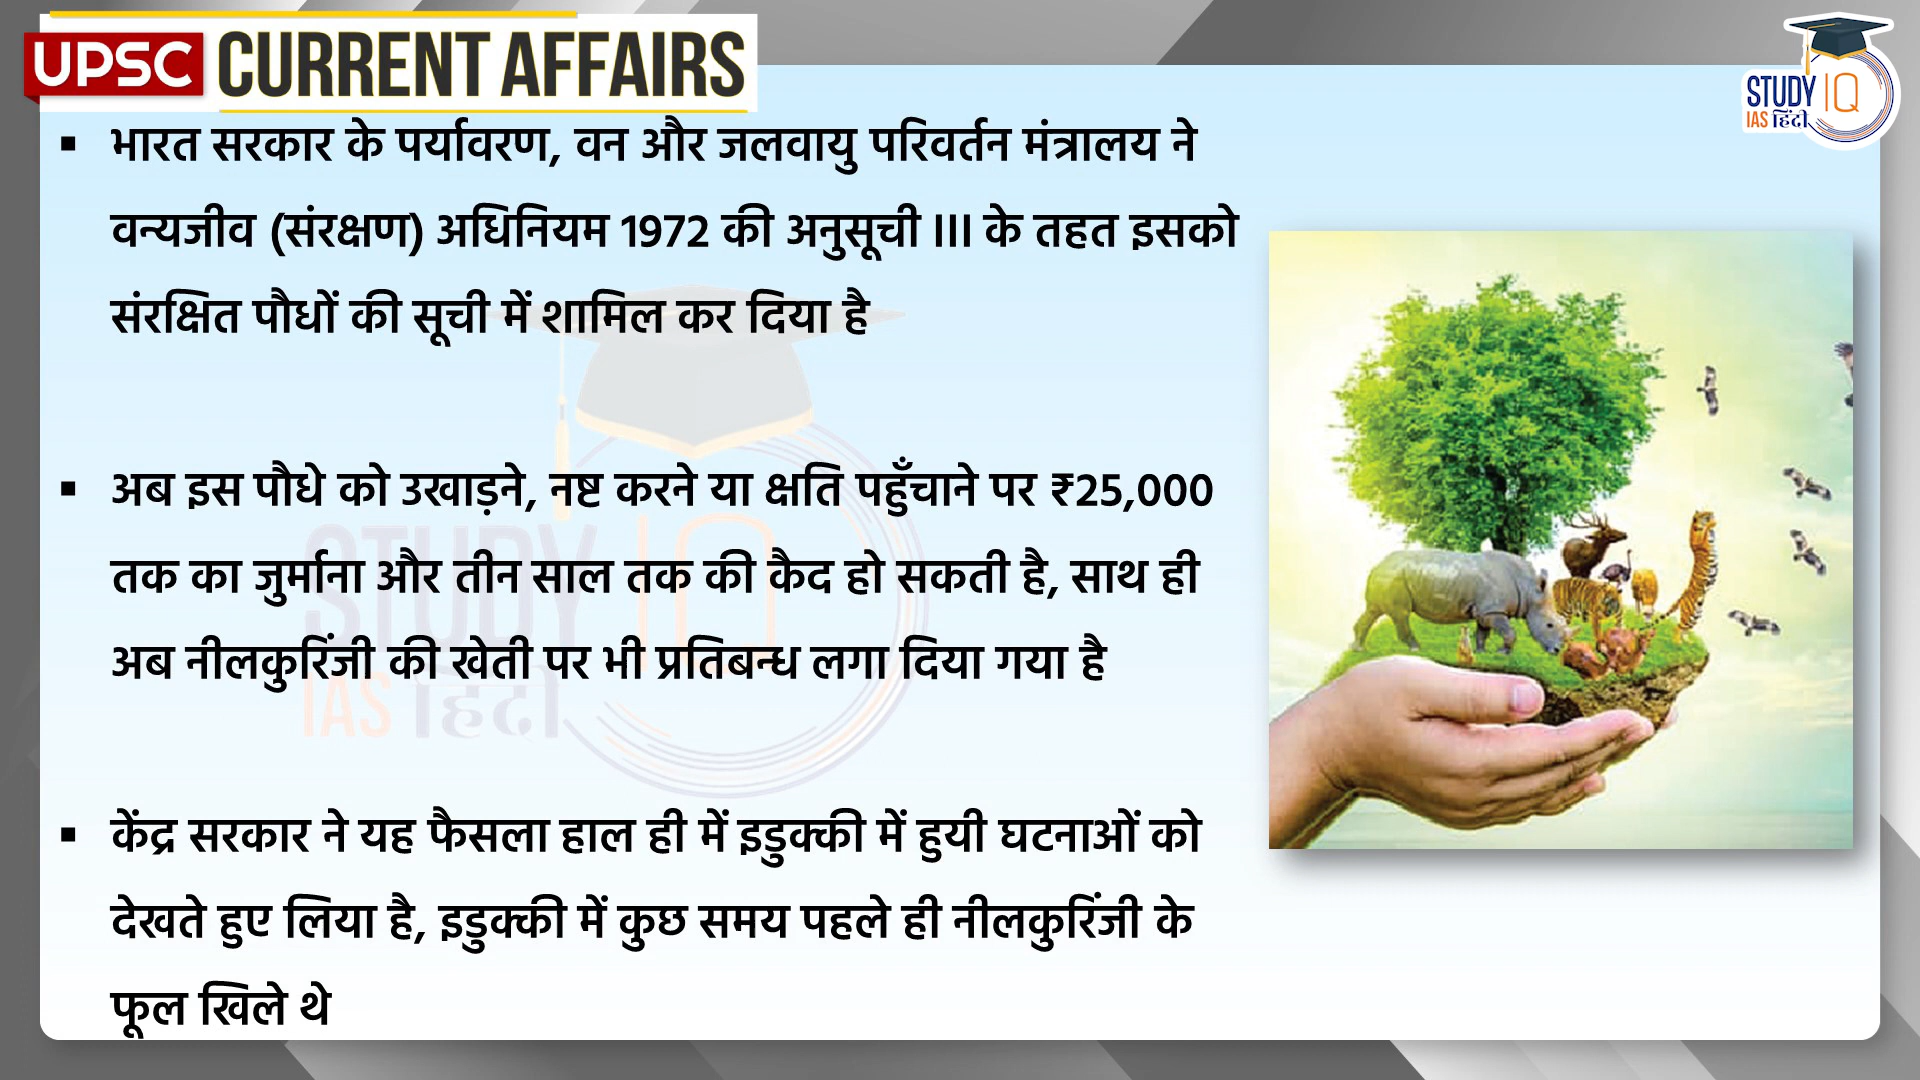 UPSC CURRENT AFFAIRS
STUDY IQ
IAS हिंदी
▪ भारत सरकार के पर्यावरण, वन और जलवायु परिवर्तन मंत्रालय ने
वन्यजीव (संरक्षण) अधिनियम 1972 की अनुसूची III के तहत इसको
संरक्षित पौधों की सूची में शामिल कर दिया है
▪ अब इस पौधे को उखाड़ने, नष्ट करने या क्षति पहुँचाने पर ₹25,000
तक का जुर्माना और तीन साल तक की कैद हो सकती है, साथ ही
अब नीलकुरिंजी की खेती पर भी प्रतिबन्ध लगा दिया गया है
▪ केंद्र सरकार ने यह फैसला हाल ही में इडुक्की में हुयी घटनाओं को
देखते हुए लिया है, इडुक्की में कुछ समय पहले ही नीलकुरिंजी के
फूल खिले थे
STUDY IQ
IAS हिंदी